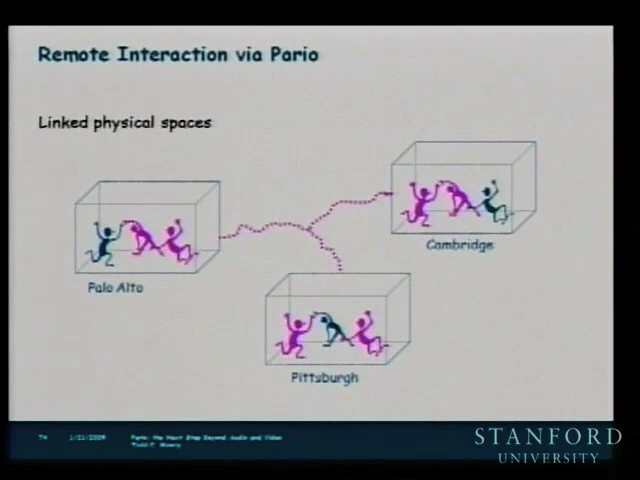 Remote Interaction via Pario
Linked physical spaces
Cambridge
Palo Alto
Pittsburgh
74 1/21/2009 Pario: the Next Step Beyond Audio and Video
Todd C. Mowry
STANFORD
UNIVERSITY